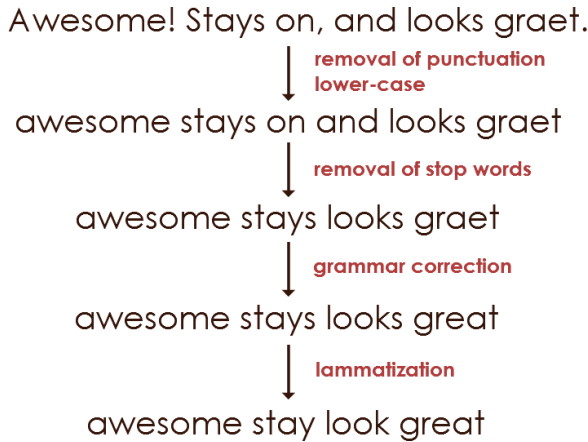 Awesome! Stays on, and looks graet.
removal of punctuation
lower-case
awesome stays on and looks graet
removal of stop words
awesome stays looks graet
grammar correction
awesome stays looks great
lammatization
awesome stay look great